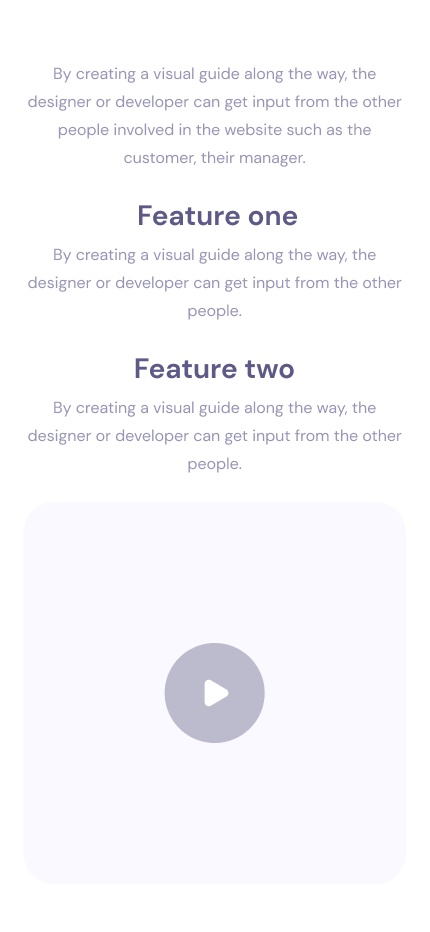 By creating a visual guide along the way, the
designer or developer can get input from the other
people involved in the website such as the
customer, their manager.
Feature one
By creating a visual guide along the way, the
designer or developer can get input from the other
people.
Feature two
By creating a visual guide along the way, the
designer or developer can get input from the other
people.